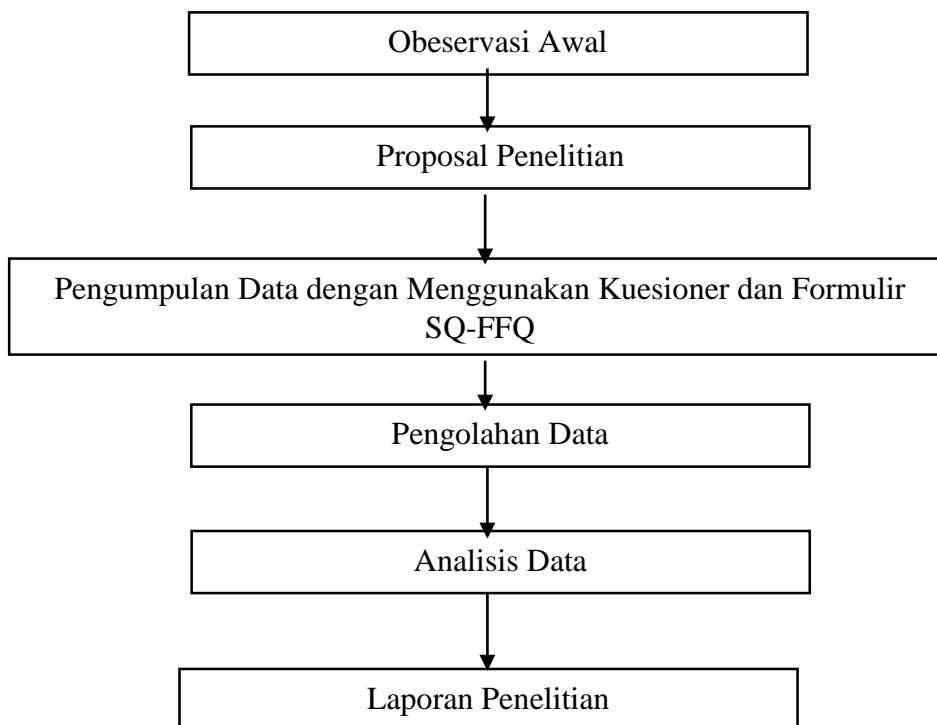 Obeservasi Awal
Proposal Penelitian
Pengumpulan Data dengan Menggunakan Kuesioner dan Formulir
SQ-FFQ
Pengolahan Data
Analisis Data
Laporan Penelitian